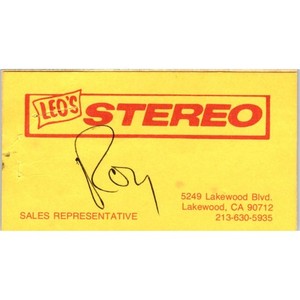 LEO'S STEREO
Roy
5249 Lakewood Blvd.
Lakewood, CA 90712
SALES REPRESENTATIVE 213-630-5935